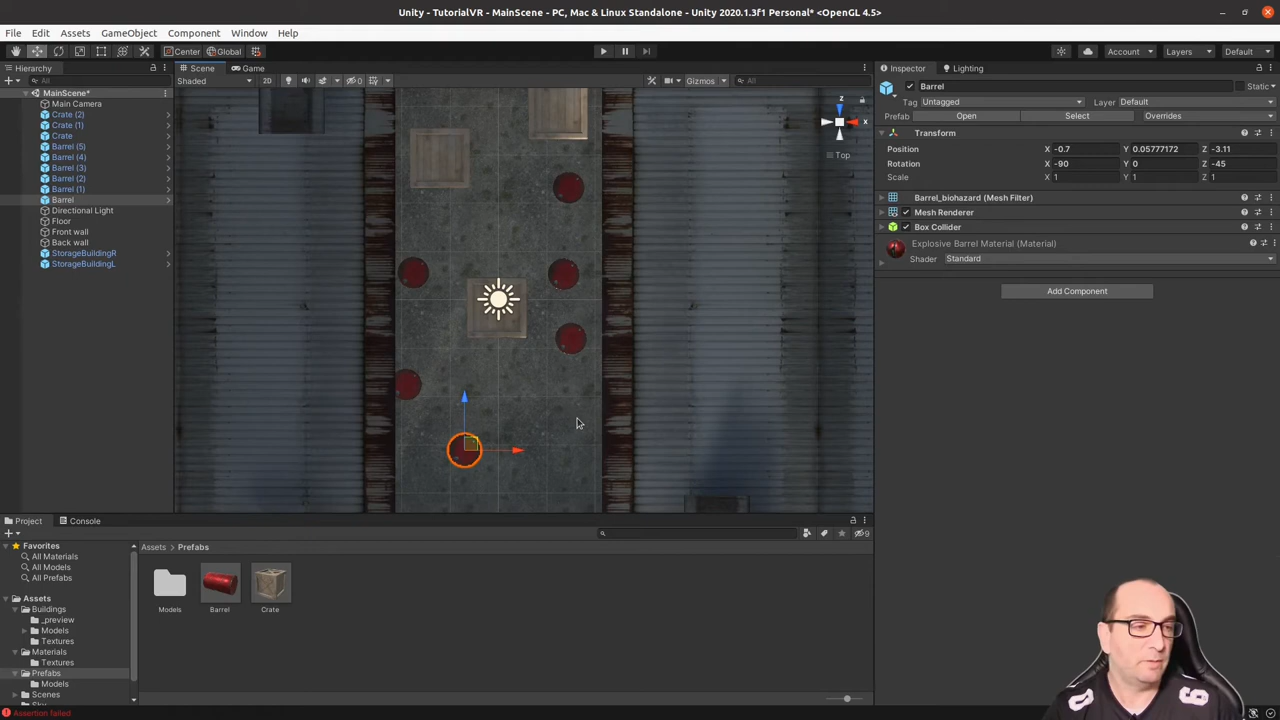 Unity - TutorialVR - MainScene - PC, Mac & Linux Standalone - Unity 2020.1.3f1 Personal* <OpenGL 4.5>
File Edit Assets GameObject Component Window Help
Center Global
Account Layers Default
Hierarchy
Scene Game
Inspector Lighting
All
Shaded 2D 0 Gizmos All
MainScene*
Main Camera
Crate (2)
Crate (1)
Crate
Barrel (5)
Barrel (4)
Barrel (3)
Barrel (2)
Barrel (1)
Barrel
Directional Light
Floor
Front wall
Back wall
StorageBuildingR
StorageBuildingL
z
x
Top
Barrel Static
Tag Untagged Layer Default
Prefab Open Select Overrides
Transform
Position X -0.7 Y 0.05777172 Z -3.11
Rotation X -90 Y 0 Z -45
Scale X 1 Y 1 Z 1
Barrel_biohazard (Mesh Filter)
Mesh Renderer
Box Collider
Explosive Barrel Material (Material)
Shader Standard
Add Component
Project Console
9
Favorites
All Materials
All Models
All Prefabs
Assets
Buildings
_preview
Models
Textures
Materials
Textures
Prefabs
Models
Scenes
Assets > Prefabs
Models Barrel Crate
Assertion failed